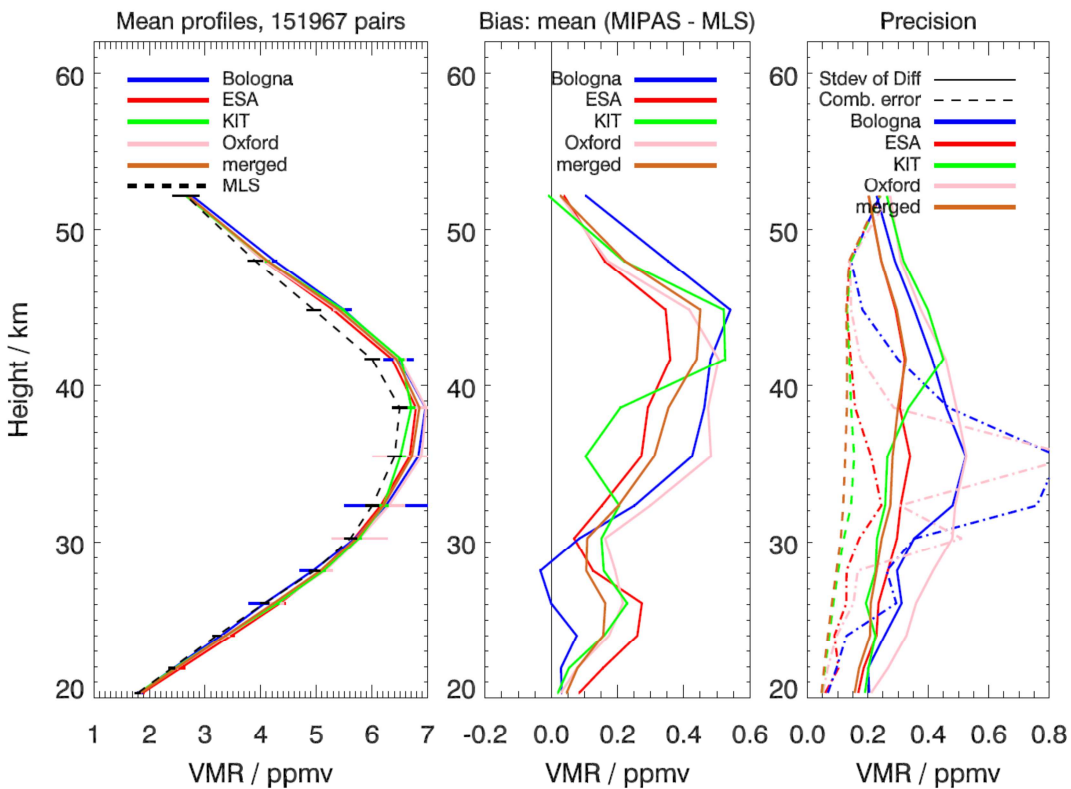 Mean profiles, 151967 pairs
60
50
40
30
20
Height / km
Bologna
ESA
KIT
Oxford
merged
MLS
1 2 3 4 5 6 7
VMR / ppmv
Bias: mean (MIPAS - MLS)
60
50
40
30
20
Bologna
ESA
KIT
Oxford
merged
-0.2 0.0 0.2 0.4 0.6 0.8
VMR / ppmv
Precision
60
50
40
30
20
Stdev of Diff
Comb. error
Bologna
ESA
KIT
Oxford
merged
0.0 0.2 0.4 0.6 0.8
VMR / ppmv